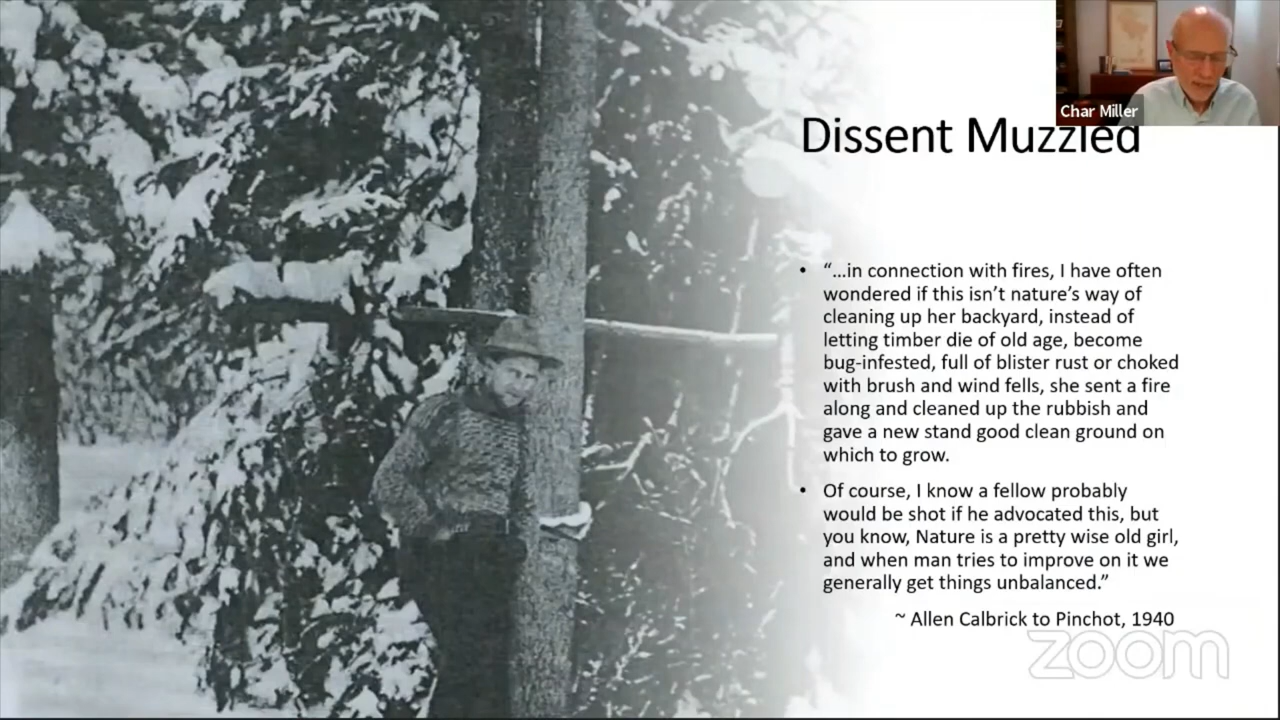 Char Miller
Dissent Muzzled
• “...in connection with fires, I have often
wondered if this isn’t nature’s way of
cleaning up her backyard, instead of
letting timber die of old age, become
bug-infested, full of blister rust or choked
with brush and wind fells, she sent a fire
along and cleaned up the rubbish and
gave a new stand good clean ground on
which to grow.
• Of course, I know a fellow probably
would be shot if he advocated this, but
you know, Nature is a pretty wise old girl,
and when man tries to improve on it we
generally get things unbalanced.”
~ Allen Calbrick to Pinchot, 1940
zoom